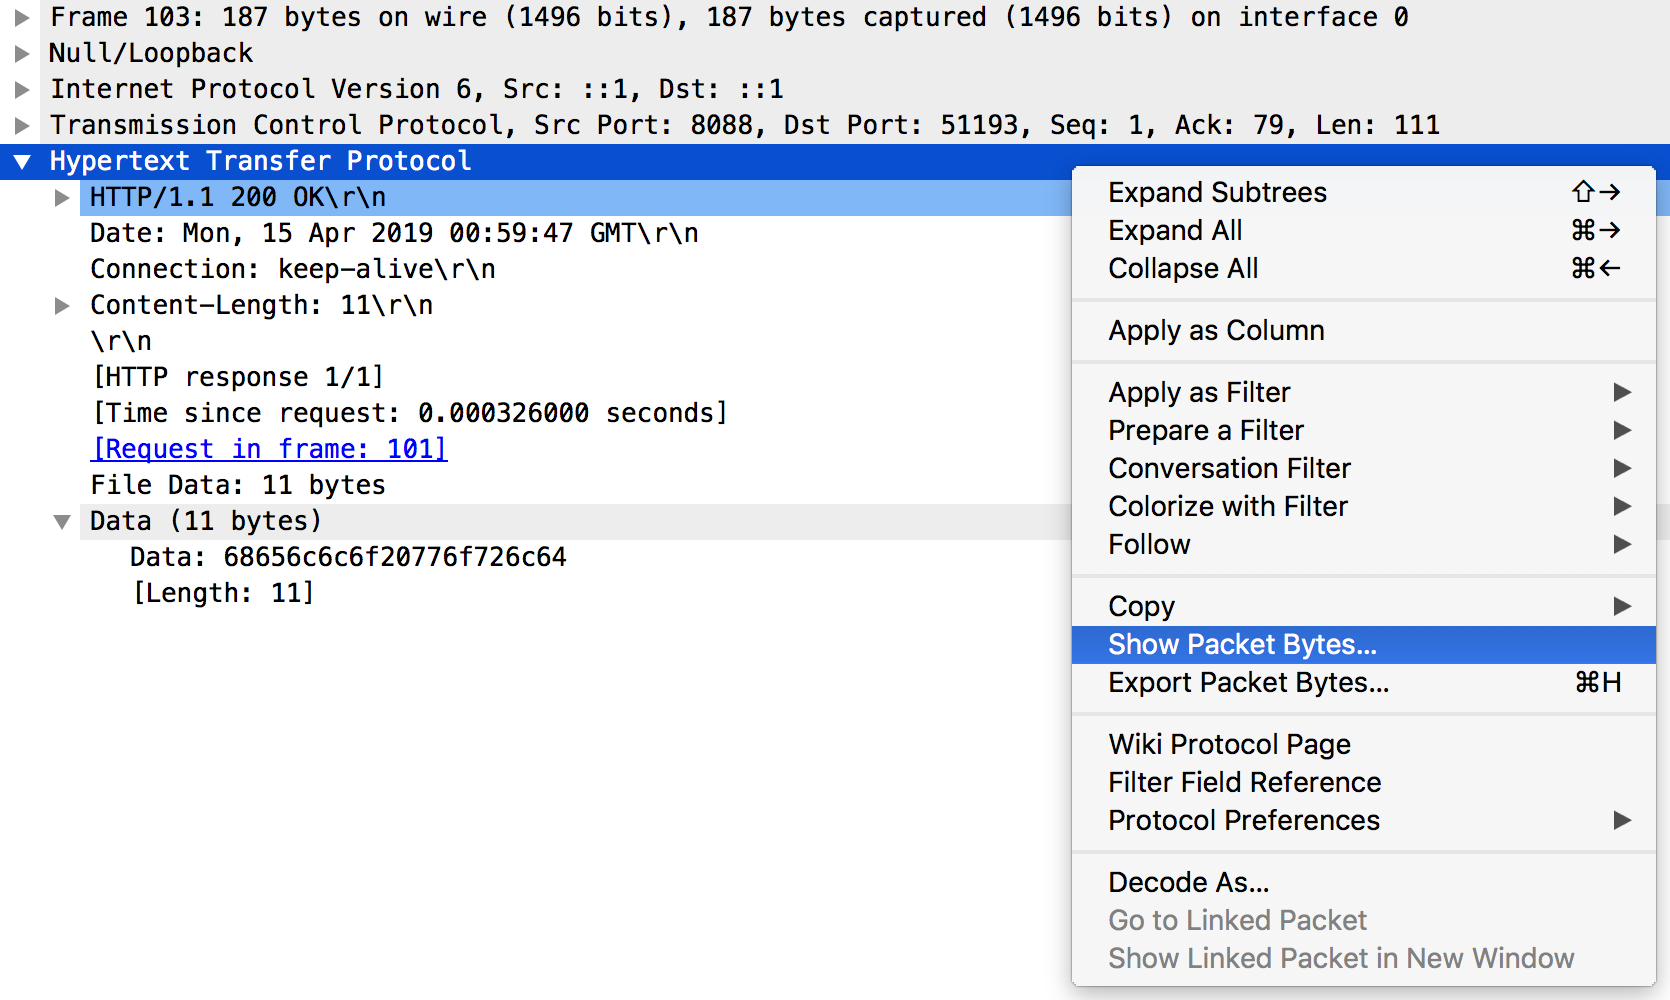 Frame 103: 187 bytes on wire (1496 bits), 187 bytes captured (1496 bits) on interface 0
Null/Loopback
Internet Protocol Version 6, Src: ::1, Dst: ::1
Transmission Control Protocol, Src Port: 8088, Dst Port: 51193, Seq: 1, Ack: 79, Len: 111
Hypertext Transfer Protocol
HTTP/1.1 200 OK\r\n
Date: Mon, 15 Apr 2019 00:59:47 GMT\r\n
Connection: keep-alive\r\n
Content-Length: 11\r\n
\r\n
[HTTP response 1/1]
[Time since request: 0.000326000 seconds]
[Request in frame: 101]
File Data: 11 bytes
Data (11 bytes)
Data: 68656c6c6f20776f726c64
[Length: 11]
Expand Subtrees ⇧→
Expand All ⌘→
Collapse All ⌘←
Apply as Column
Apply as Filter
Prepare a Filter
Conversation Filter
Colorize with Filter
Follow
Copy
Show Packet Bytes...
Export Packet Bytes... ⌘H
Wiki Protocol Page
Filter Field Reference
Protocol Preferences
Decode As...
Go to Linked Packet
Show Linked Packet in New Window